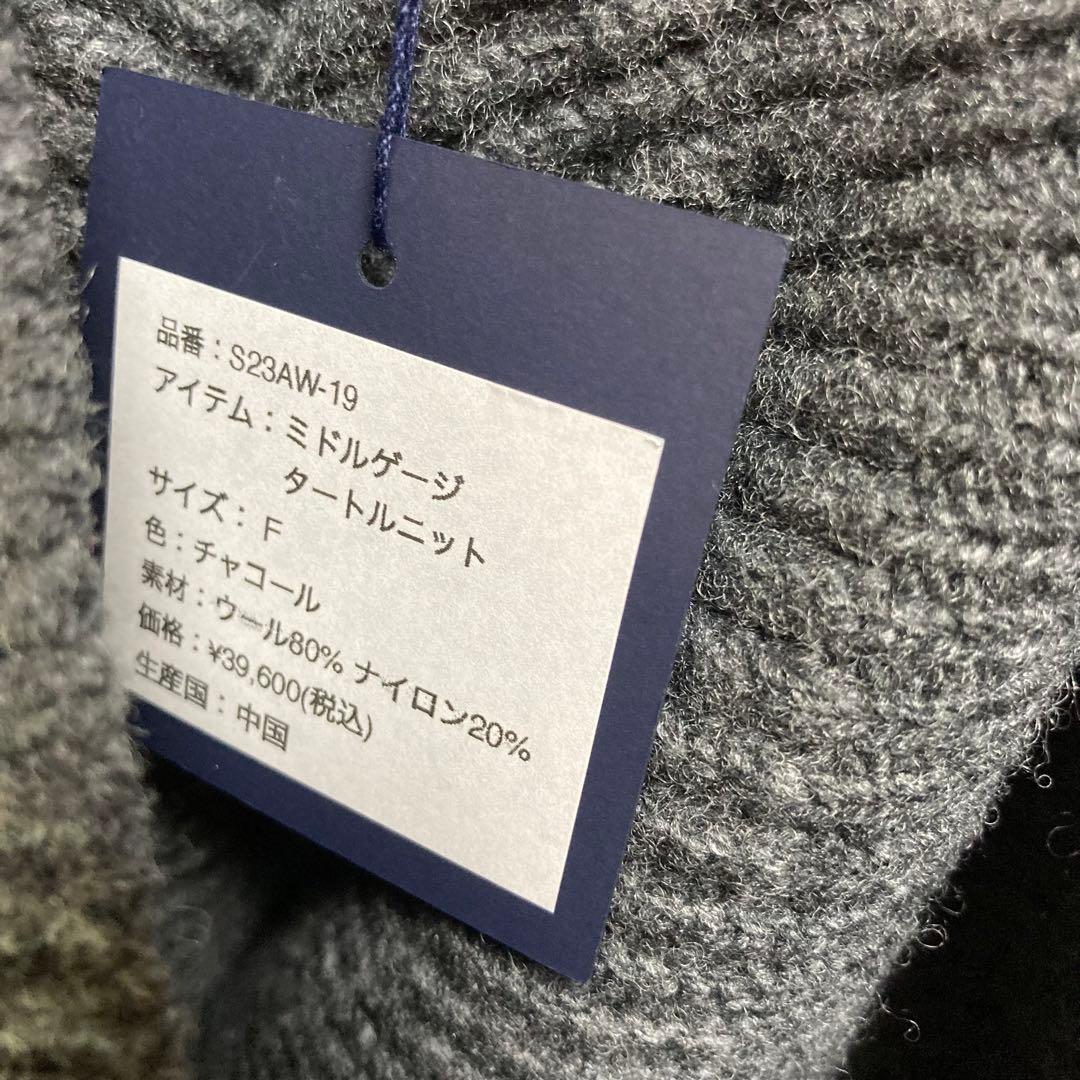 品番：S23AW-19
アイテム：ミドルゲージ
タートルニット
サイズ：F
色：チャコール
素材：ウール80% ナイロン20%
価格：¥39,600(税込)
生産国：中国